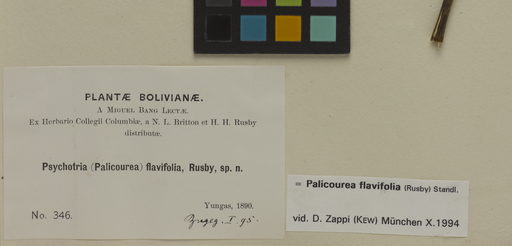 PLANTÆ BOLIVIANÆ.
A MIGUEL BANG LECTÆ.
Ex Herbario Collegii Columbiæ, a N. L. Britton et H. H. Rusby
distributæ.
Psychotria (Palicourea) flavifolia, Rusby, sp. n.
Yungas, 1890.
No. 346.
I. 95.
= Palicourea flavifolia (Rusby) Standl.
vid. D. Zappi (KEW) München X.1994